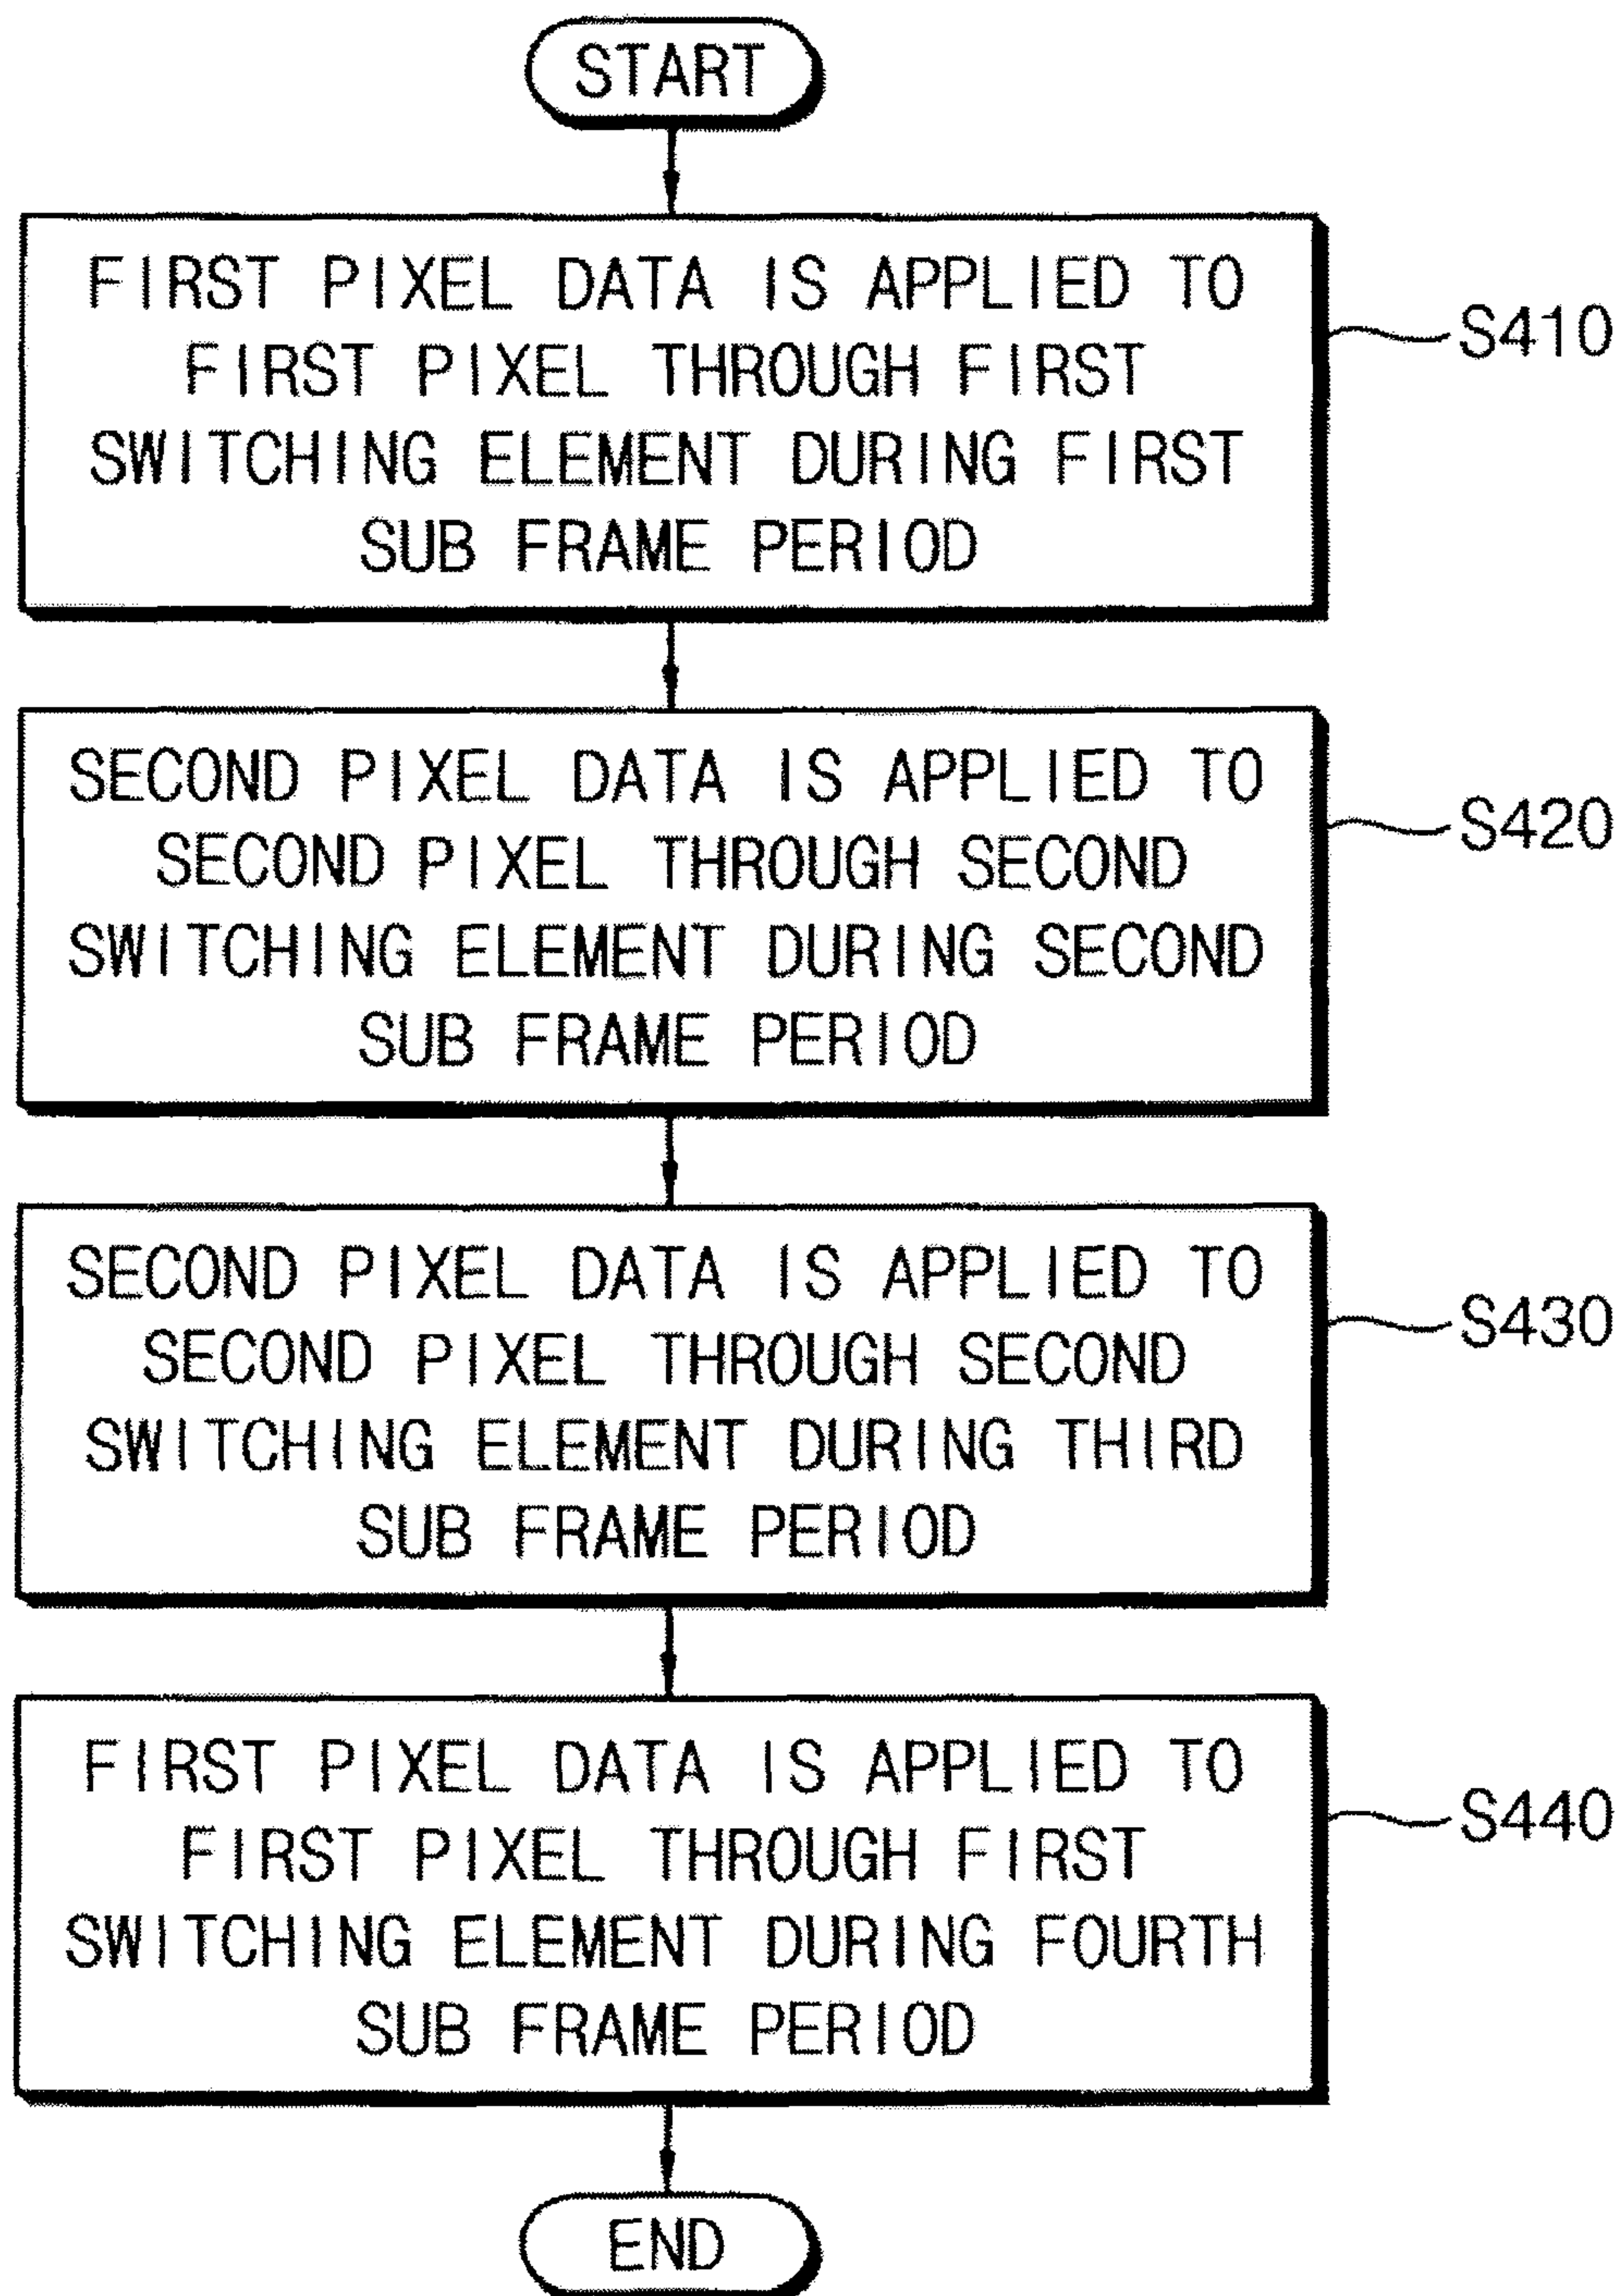 START
FIRST PIXEL DATA IS APPLIED TO
FIRST PIXEL THROUGH FIRST
SWITCHING ELEMENT DURING FIRST
SUB FRAME PERIOD
S410
SECOND PIXEL DATA IS APPLIED TO
SECOND PIXEL THROUGH SECOND
SWITCHING ELEMENT DURING SECOND
SUB FRAME PERIOD
S420
SECOND PIXEL DATA IS APPLIED TO
SECOND PIXEL THROUGH SECOND
SWITCHING ELEMENT DURING THIRD
SUB FRAME PERIOD
S430
FIRST PIXEL DATA IS APPLIED TO
FIRST PIXEL THROUGH FIRST
SWITCHING ELEMENT DURING FOURTH
SUB FRAME PERIOD
S440
END